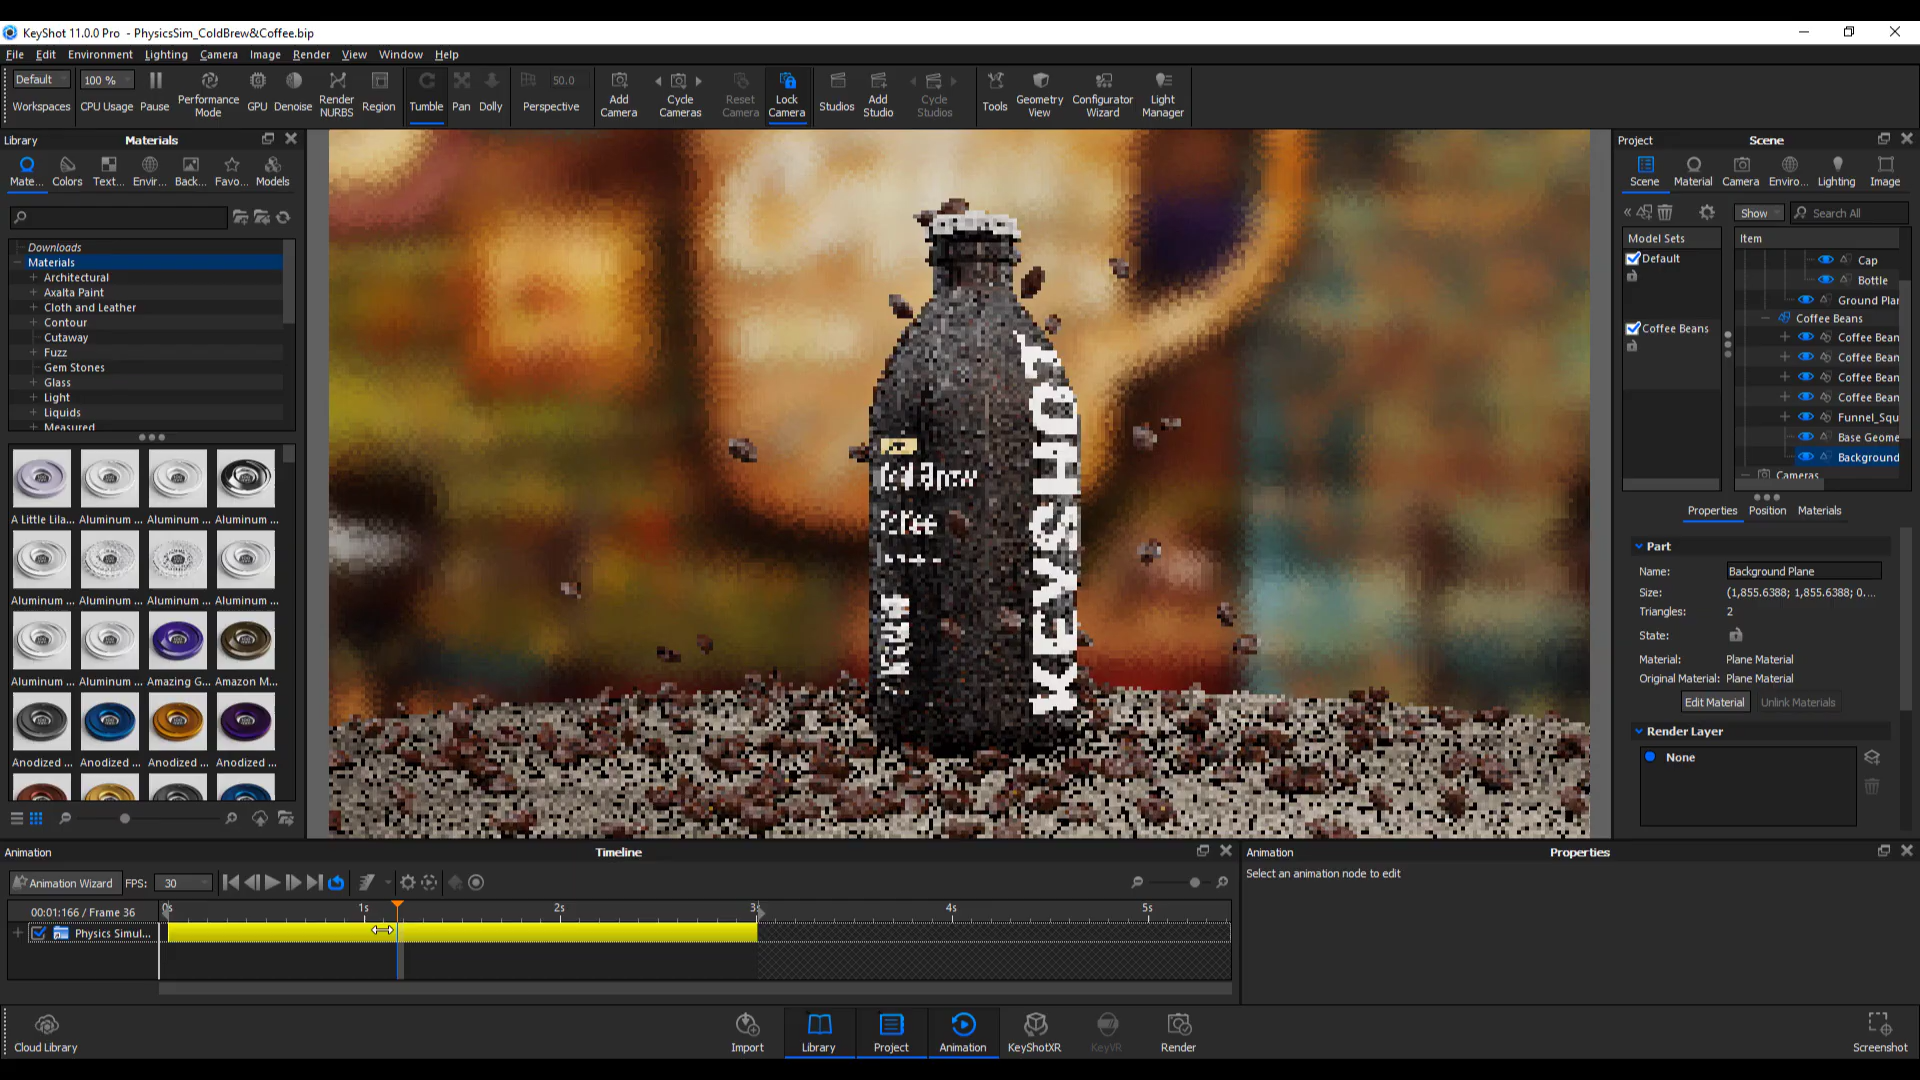 KeyShot 11.0.0 Pro - PhysicsSim_ColdBrew&Coffee.bip
File Edit Environment Lighting Camera Image Render View Window Help
Default 100 % 50.0
Workspaces CPU Usage Pause Performance Mode GPU Denoise Render NURBS Region Tumble Pan Dolly Perspective Add Camera Cycle Cameras Reset Camera Lock Camera Studios Add Studio Cycle Studios Tools Geometry View Configurator Wizard Light Manager
Library Materials
Mate... Colors Text... Envir... Back... Favo... Models
Downloads
Materials
Architectural
Axalta Paint
Cloth and Leather
Contour
Cutaway
Fuzz
Gem Stones
Glass
Light
Liquids
Measured
A Little Lila... Aluminum ... Aluminum ... Aluminum ...
Aluminum ... Aluminum ... Aluminum ... Aluminum ...
Aluminum ... Aluminum ... Amazing G... Amazon M...
Anodized ... Anodized ... Anodized ... Anodized ...
Cold Brew
KEYSHOT
Project Scene
Scene Material Camera Enviro... Lighting Image
Show Search All
Model Sets
Default
Coffee Beans
Item
Cap
Bottle
Ground Plan
Coffee Beans
Coffee Bean
Coffee Bean
Coffee Bean
Coffee Bean
Funnel_Squ
Base Geome
Background
Cameras
Properties Position Materials
Part
Name: Background Plane
Size: (1,855.6388; 1,855.6388; 0....
Triangles: 2
State:
Material: Plane Material
Original Material: Plane Material
Edit Material Unlink Materials
Render Layer
None
Animation Timeline
Animation Wizard FPS: 30
00:01:166 / Frame 36 0s 1s 2s 3s 4s 5s
Physics Simul...
Animation Properties
Select an animation node to edit
Cloud Library Import Library Project Animation KeyShotXR KeyVR Render Screenshot